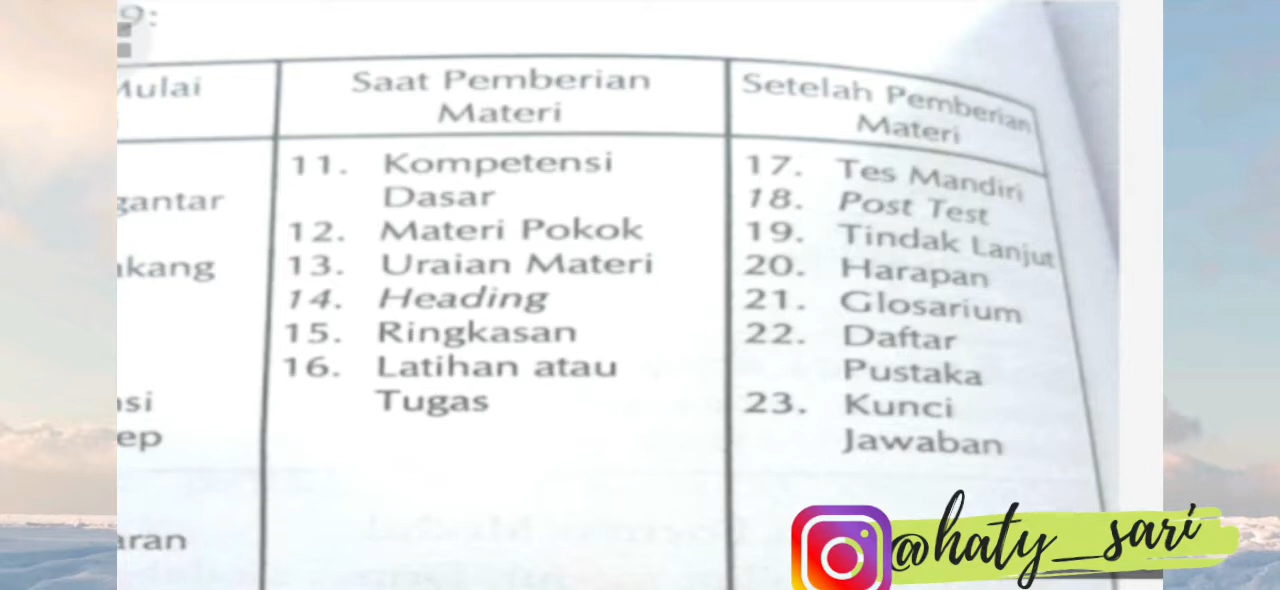 9:
Mulai
gantar
kang
si
ep
aran
Saat Pemberian
Materi
11. Kompetensi
Dasar
12. Materi Pokok
13. Uraian Materi
14. Heading
15. Ringkasan
16. Latihan atau
Tugas
Setelah Pemberian
Materi
17. Tes Mandiri
18. Post Test
19. Tindak Lanjut
20. Harapan
21. Glosarium
22. Daftar
Pustaka
23. Kunci
Jawaban
@haty_sari